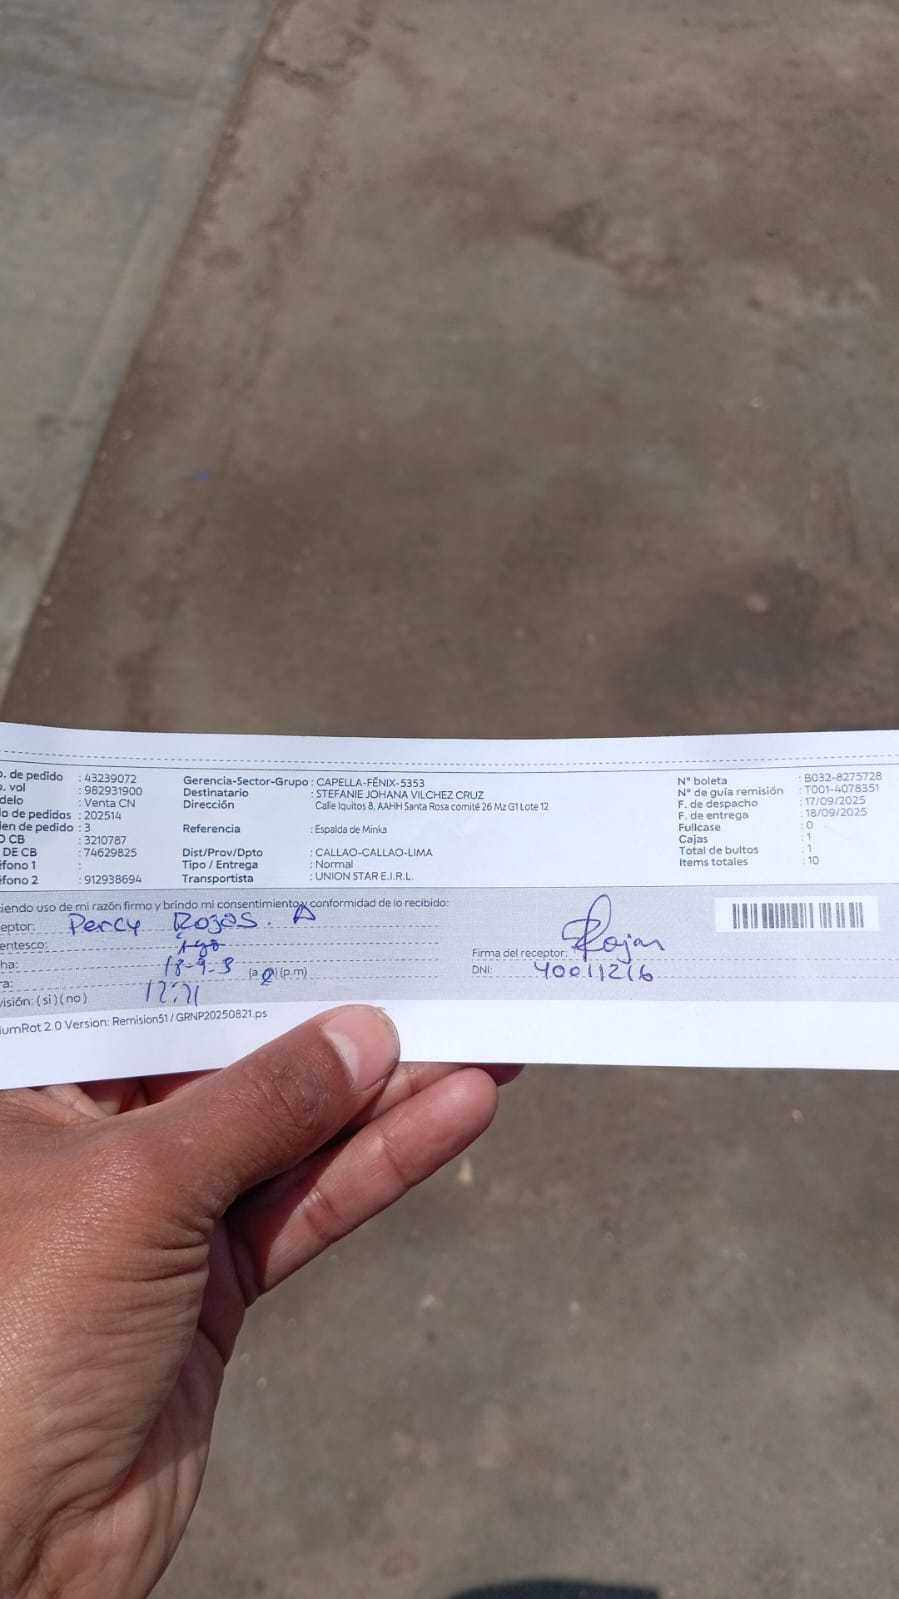 o. de pedido : 43239072
o. vol : 982931900
delo : Venta CN
o de pedidos : 202514
en de pedido : 3
O CB : 3210787
DE CB : 74629825
éfono 1 :
éfono 2 : 912938694
Gerencia-Sector-Grupo : CAPELLA-FÉNIX-5353
Destinatario : STEFANIE JOHANA VILCHEZ CRUZ
Dirección Calle Iquitos 8, AAHH Santa Rosa comité 26 Mz G1 Lote 12
Referencia : Espalda de Minka
Dist/Prov/Dpto : CALLAO-CALLAO-LIMA
Tipo / Entrega : Normal
Transportista : UNION STAR E.I.R.L.
N° boleta : B032-8275728
N° de guía remisión : T001-4078351
F. de despacho : 17/09/2025
F. de entrega : 18/09/2025
Fullcase : 0
Cajas : 1
Total de bultos : 1
Items totales : 10
iendo uso de mi razón firmo y brindo mi consentimiento y conformidad de lo recibido:
eptor: Percy Rojas. A
entesco:
ha: 18-9-
ra: (a.m) (p.m)
visión: (si) (no)
Firma del receptor: Rojas
DNI: 40011216
iumRot 2.0 Version: Remision51 / GRNP20250821.ps